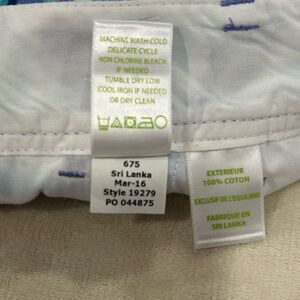 MACHINE WASH COLD
DELICATE CYCLE
NON CHLORINE BLEACH
IF NEEDED
TUMBLE DRY LOW
COOL IRON IF NEEDED
OR DRY CLEAN
675
Sri Lanka
Mar-16
Style 19279
PO 044875
EXTERIEUR
100% COTON
EXCLUSIF DE L'EQUILIBRE
FABRIQUE EN
SRI LANKA